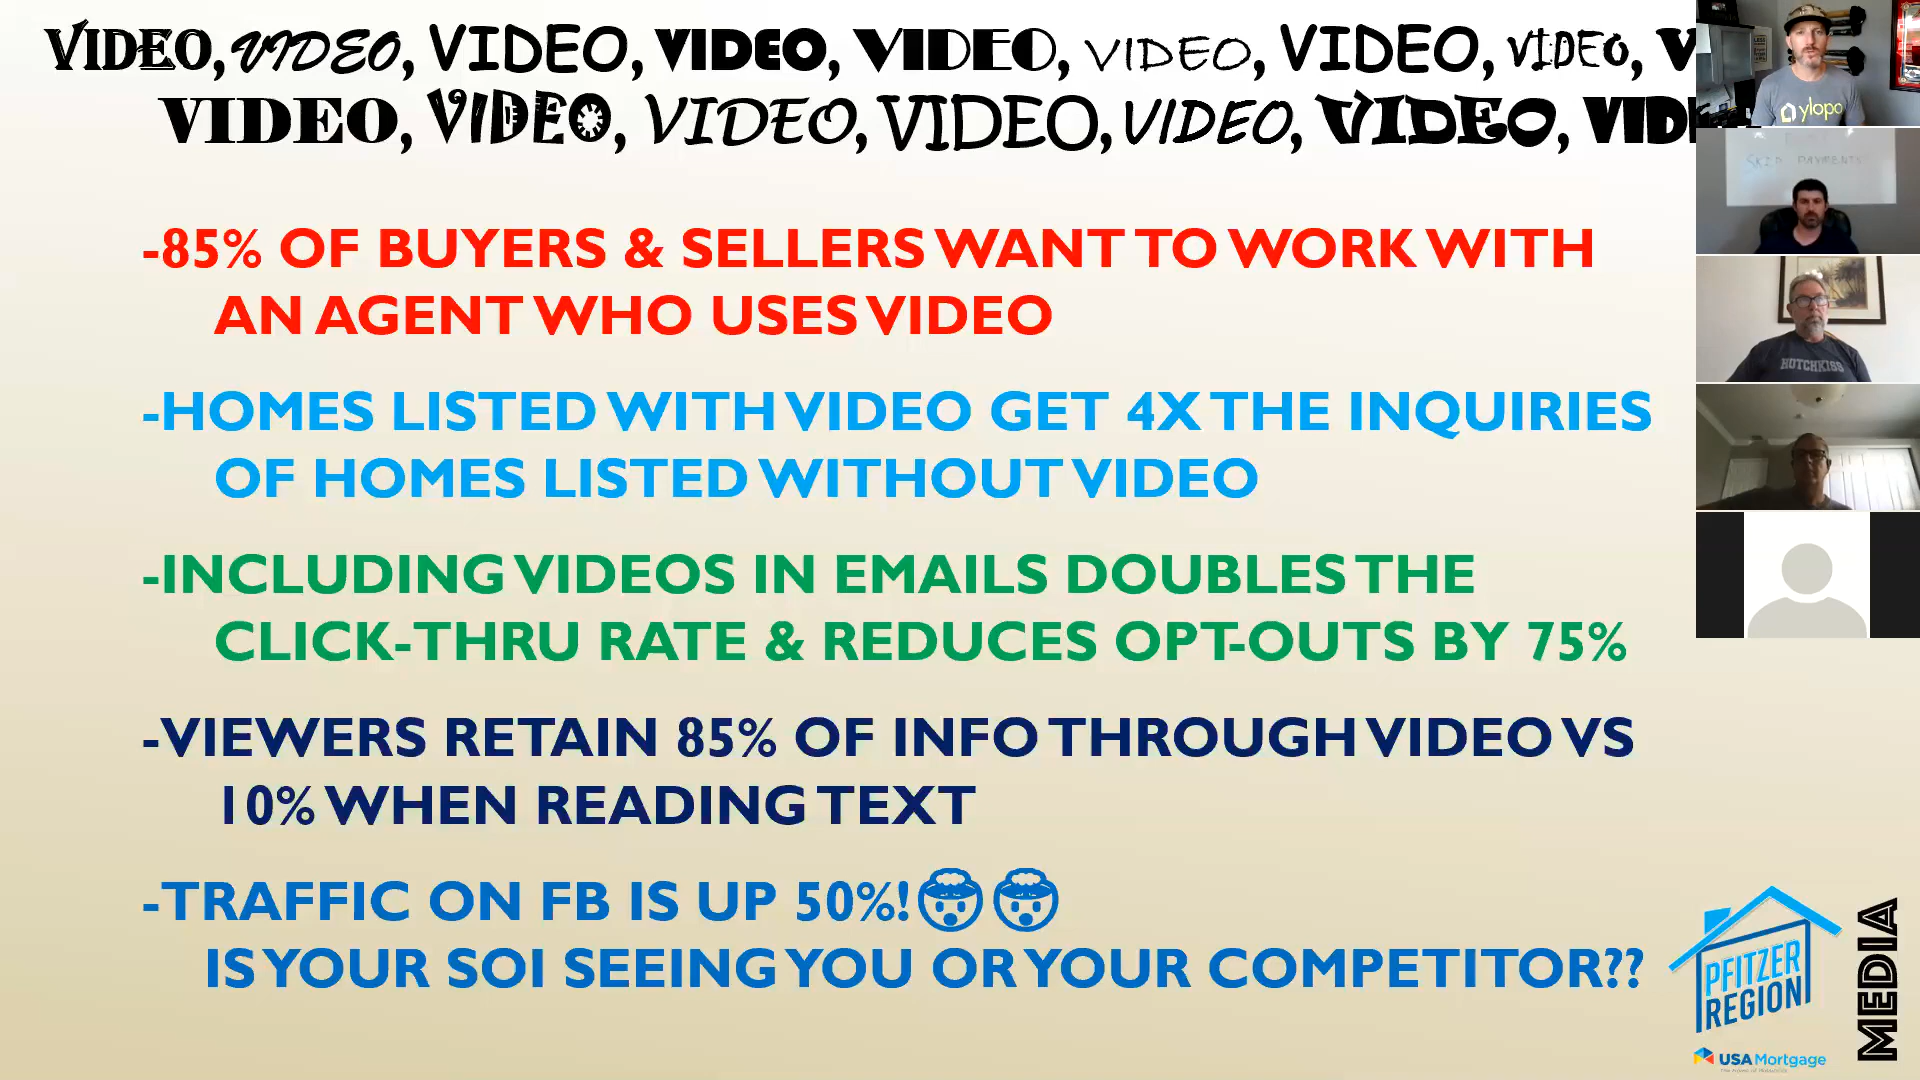 VIDEO, VIDEO, VIDEO, VIDEO, VIDEO, VIDEO, VIDEO, VIDEO, V
VIDEO, VIDEO, VIDEO, VIDEO, VIDEO, VIDEO, VID
-85% OF BUYERS & SELLERS WANT TO WORK WITH
AN AGENT WHO USES VIDEO
-HOMES LISTED WITH VIDEO GET 4X THE INQUIRIES
OF HOMES LISTED WITHOUT VIDEO
-INCLUDING VIDEOS IN EMAILS DOUBLES THE
CLICK-THRU RATE & REDUCES OPT-OUTS BY 75%
-VIEWERS RETAIN 85% OF INFO THROUGH VIDEO VS
10% WHEN READING TEXT
-TRAFFIC ON FB IS UP 50%!🤯🤯
IS YOUR SOI SEEING YOU OR YOUR COMPETITOR??
ylopo
SKIP PAYMENTS
HOTCHKISS
PFITZER
REGION
MEDIA
USA Mortgage